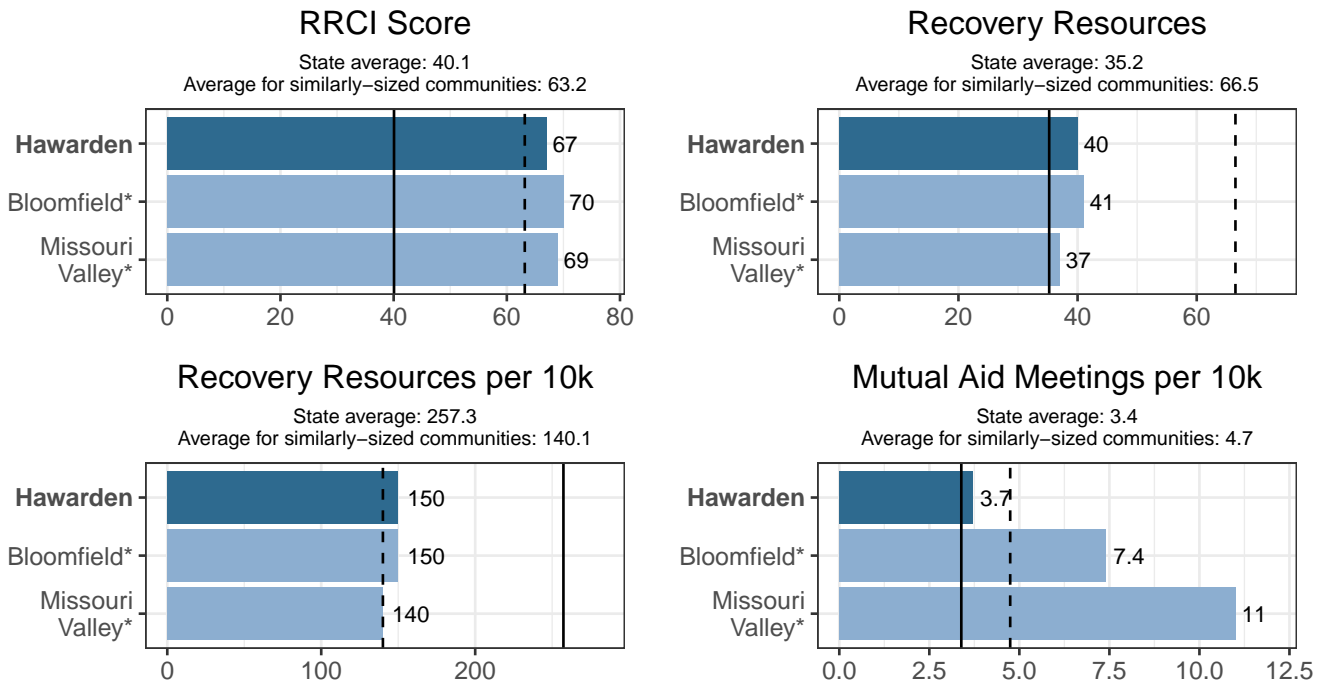 RRCI Score
State average: 40.1
Average for similarly−sized communities: 63.2
Hawarden
67
Bloomfield*
70
Missouri
Valley*
69
0 20 40 60 80
Recovery Resources
State average: 35.2
Average for similarly−sized communities: 66.5
Hawarden
40
Bloomfield*
41
Missouri
Valley*
37
0 20 40 60
Recovery Resources per 10k
State average: 257.3
Average for similarly−sized communities: 140.1
Hawarden
150
Bloomfield*
150
Missouri
Valley*
140
0 100 200
Mutual Aid Meetings per 10k
State average: 3.4
Average for similarly−sized communities: 4.7
Hawarden
3.7
Bloomfield*
7.4
Missouri
Valley*
11
0.0 2.5 5.0 7.5 10.0 12.5